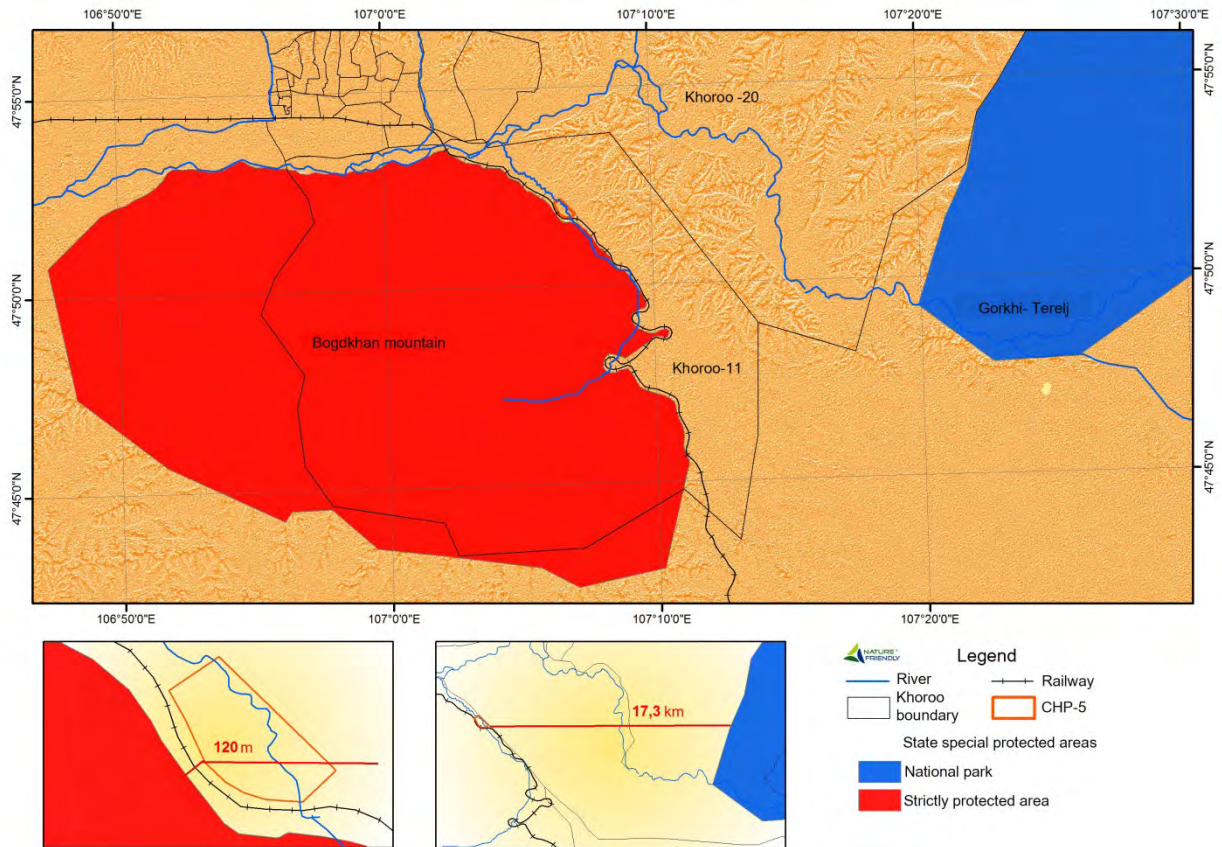 106°50'0"E
107°0'0"E
107°10'0"E
107°20'0"E
107°30'0"E
47°55'0"N
47°50'0"N
47°45'0"N
47°55'0"N
47°50'0"N
47°45'0"N
Khoroo -20
Bogdkhan mountain
Khoroo-11
Gorkhi- Terelj
106°50'0"E
107°0'0"E
107°10'0"E
107°20'0"E
120 m
17,3 km
NATURE
FRIENDLY
Legend
River
Railway
Khoroo
boundary
CHP-5
State special protected areas
National park
Strictly protected area